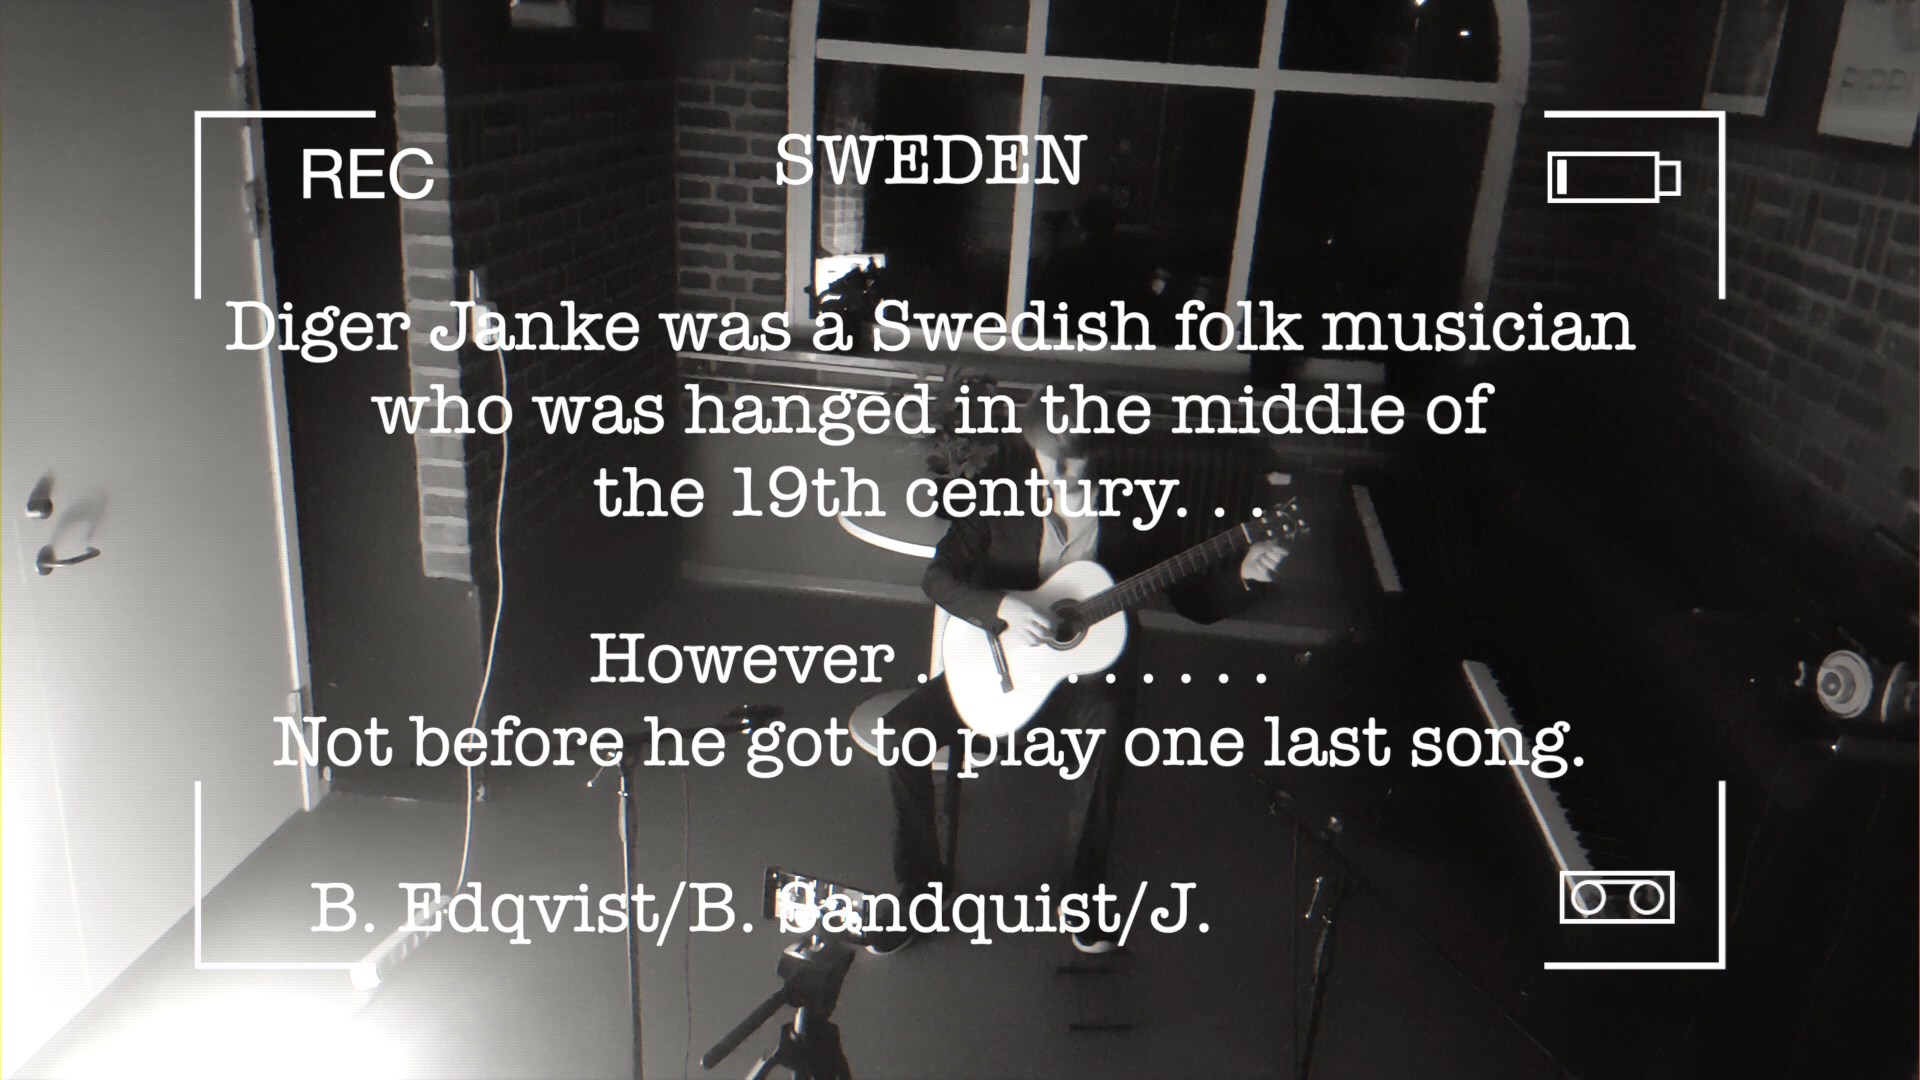 REC
SWEDEN
Diger Janke was a Swedish folk musician
who was hanged in the middle of
the 19th century. . .
However . . . . . . . . . .
Not before he got to play one last song.
B. Edqvist/B. Sandquist/J.